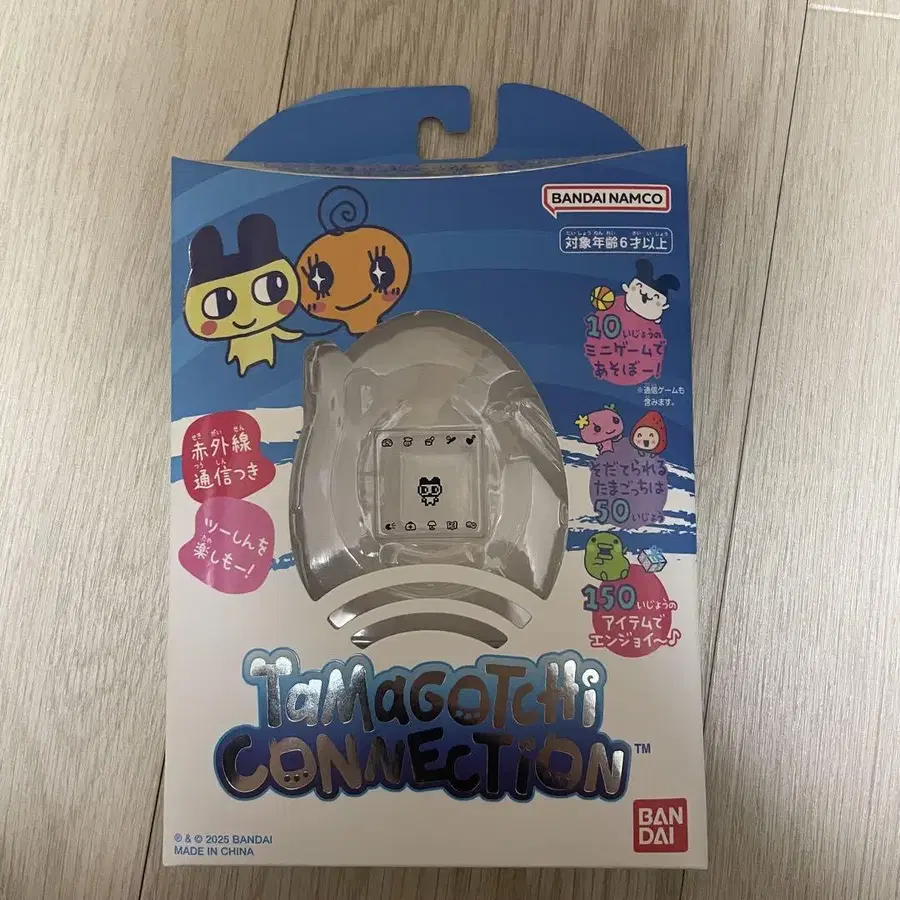 BANDAI NAMCO
たいしょうねんれい さいいじょう
対象年齢6才以上
10いじょうの
ミニゲームで
あそぼー!
※通信ゲームも
含みます。
せきがいせん
赤外線
つうしん
通信つき
ツーしんを
たの
楽しもー!
そだてられる
たまごっちは
50いじょう
150いじょうの
アイテムで
エンジョイ〜♪
TAMAGOTCHI
CONNECTION™
BAN
DAI
® & © 2025 BANDAI
MADE IN CHINA